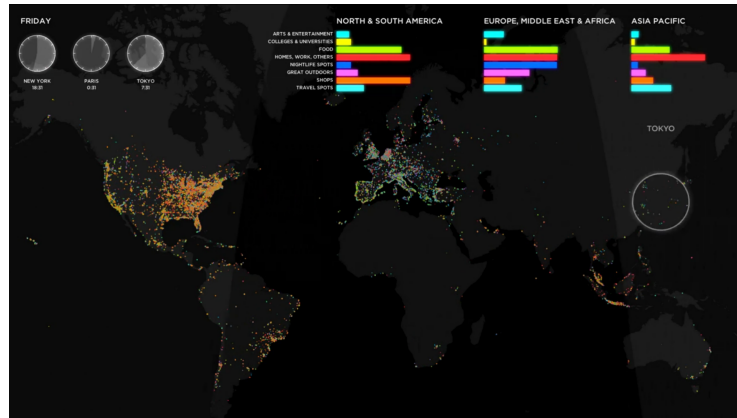 FRIDAY
NEW YORK
18:31
PARIS
0:31
TOKYO
7:31
NORTH & SOUTH AMERICA
EUROPE, MIDDLE EAST & AFRICA
ASIA PACIFIC
ARTS & ENTERTAINMENT
COLLEGES & UNIVERSITIES
FOOD
HOMES, WORK, OTHERS
NIGHTLIFE SPOTS
GREAT OUTDOORS
SHOPS
TRAVEL SPOTS
TOKYO